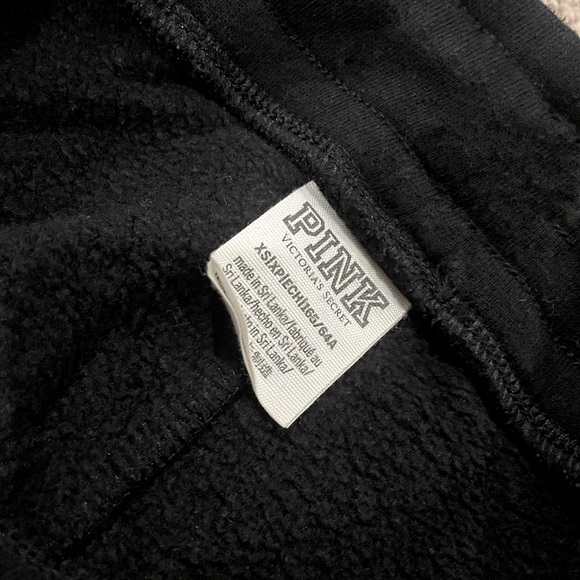 PINK
VICTORIA'S SECRET
XS|XP|ECH|165/64A
made in Sri Lanka/fabriqué au
Sri Lanka/hecho en Sri Lanka/
in Sri Lanka/